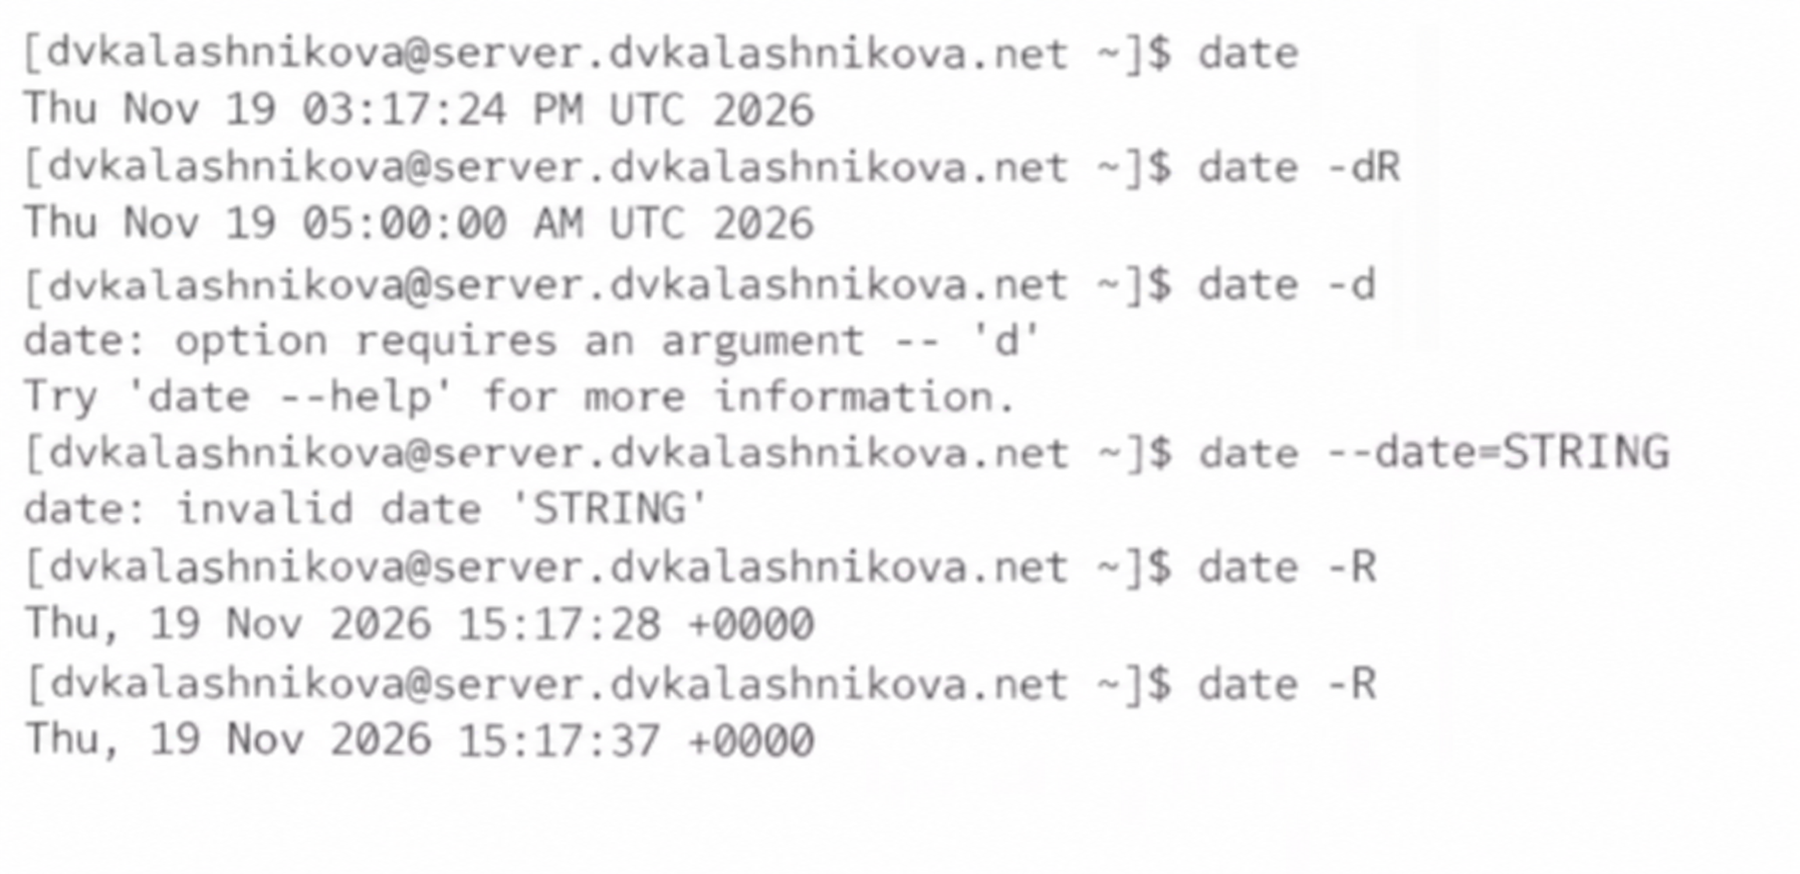 [dvkalashnikova@server.dvkalashnikova.net ~]$ date
Thu Nov 19 03:17:24 PM UTC 2026
[dvkalashnikova@server.dvkalashnikova.net ~]$ date -dR
Thu Nov 19 05:00:00 AM UTC 2026
[dvkalashnikova@server.dvkalashnikova.net ~]$ date -d
date: option requires an argument -- 'd'
Try 'date --help' for more information.
[dvkalashnikova@server.dvkalashnikova.net ~]$ date --date=STRING
date: invalid date 'STRING'
[dvkalashnikova@server.dvkalashnikova.net ~]$ date -R
Thu, 19 Nov 2026 15:17:28 +0000
[dvkalashnikova@server.dvkalashnikova.net ~]$ date -R
Thu, 19 Nov 2026 15:17:37 +0000